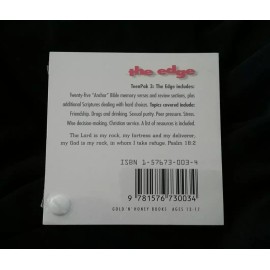 the edge
TeenPak 3: The Edge includes:
Twenty-five "Anchor" Bible memory verses and review sections, plus
additional Scriptures dealing with hard choices. Topics covered include:
Friendship. Drugs and drinking. Sexual purity. Peer pressure. Stress.
Wise decision-making. Christian service. A list of resources is included.
The Lord is my rock, my fortress and my deliverer,
my God is my rock, in whom I take refuge. Psalm 18:2
ISBN 1-57673-003-4
9 781576 730034
GOLD 'N' HONEY BOOKS · AGES 12-17